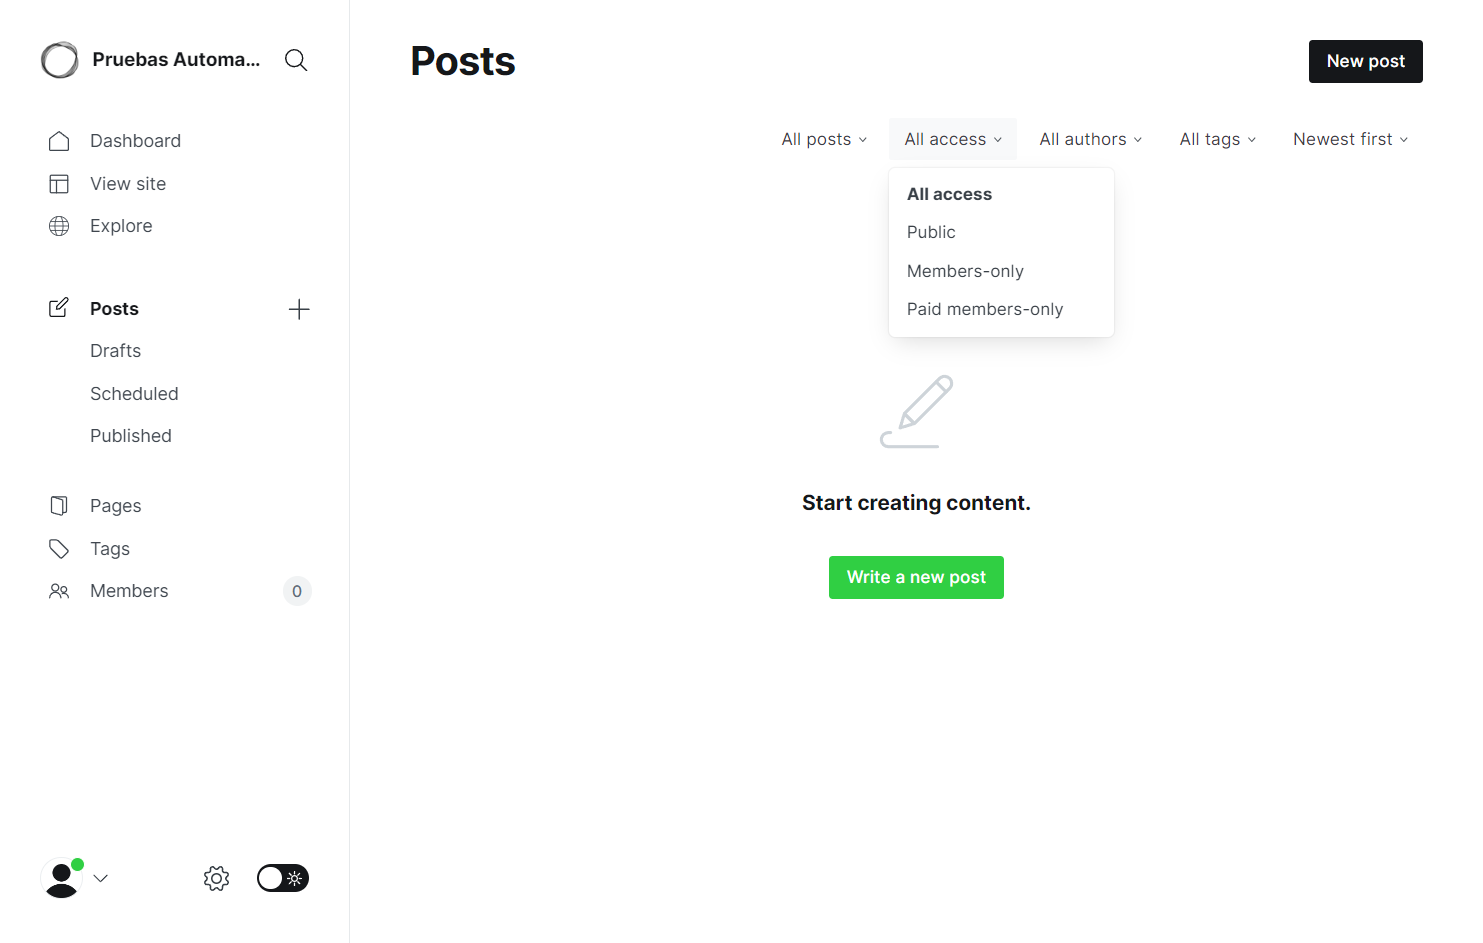 Pruebas Automa...
Dashboard
View site
Explore
Posts
Drafts
Scheduled
Published
Pages
Tags
Members
0
Posts
New post
All posts
All access
All authors
All tags
Newest first
All access
Public
Members-only
Paid members-only
Start creating content.
Write a new post